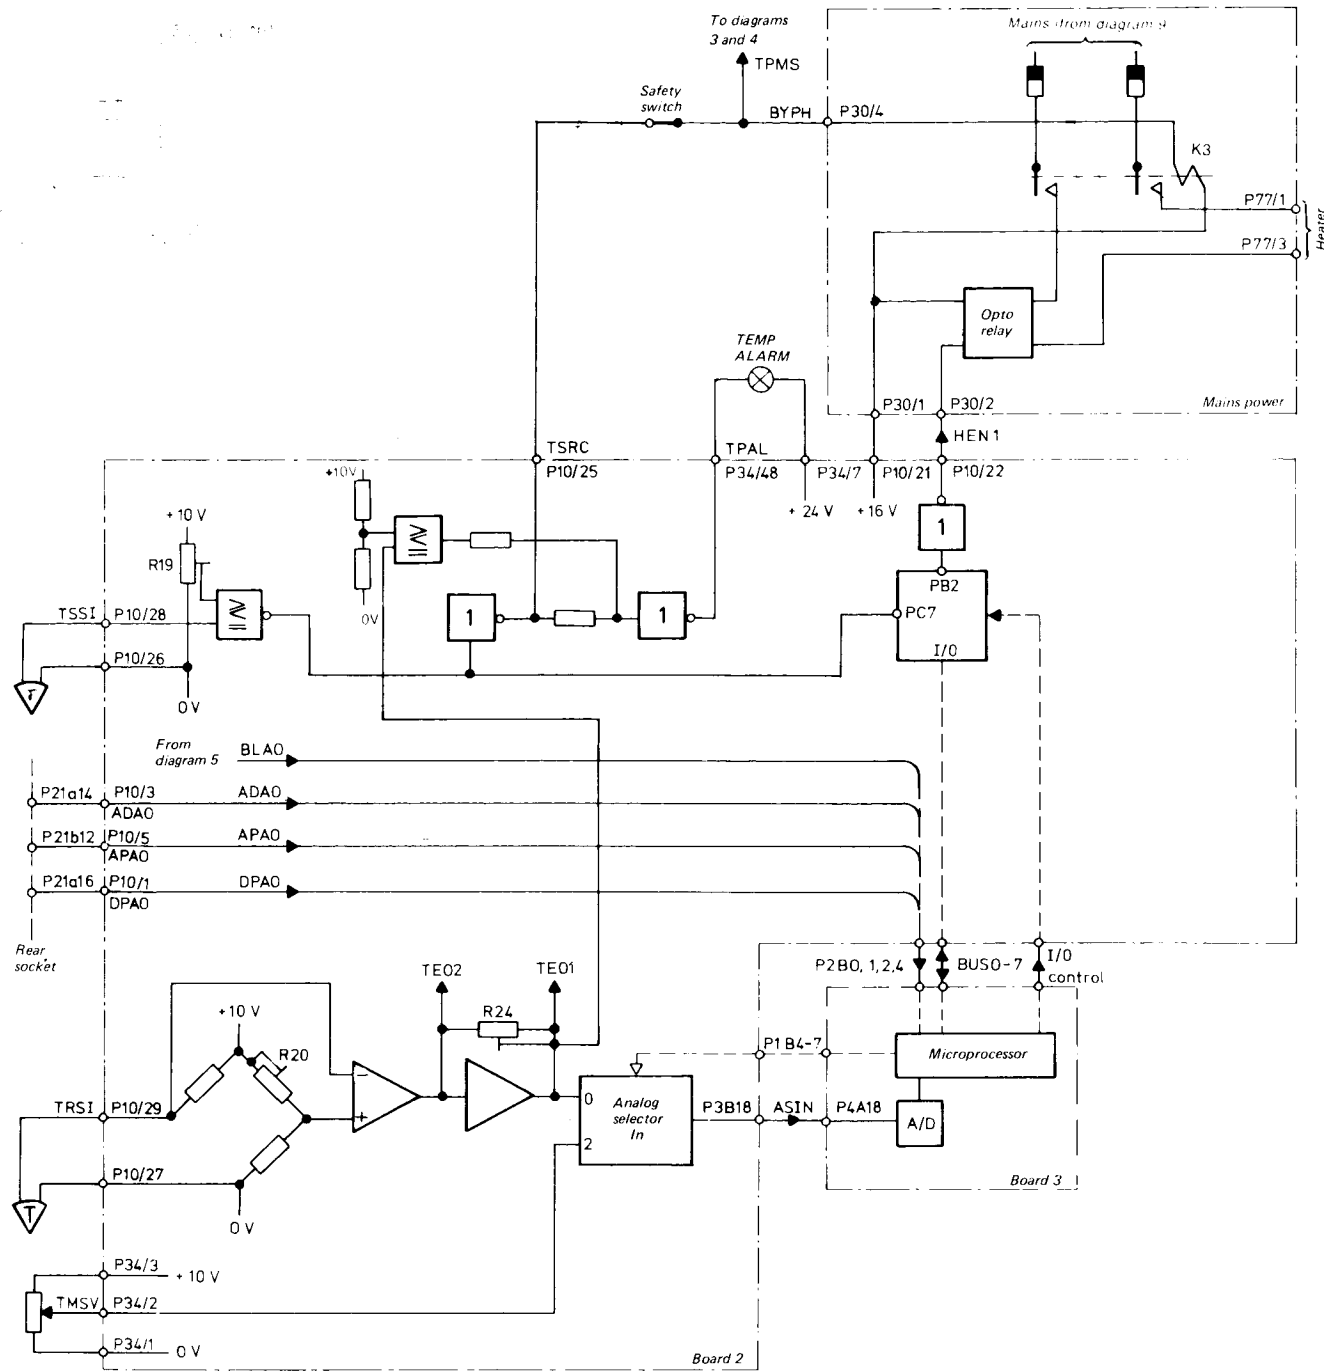 To diagrams
3 and 4
TPMS
Mains (from diagram 9
Safety
switch
BYPH
P30/4
K3
P77/1
Heater
P77/3
Opto
relay
TEMP
ALARM
P30/1
P30/2
Mains power
HEN1
TSRC
TPAL
P10/25
P34/48
P34/7
P10/21
P10/22
+10V
+ 24 V
+16 V
+10 V
≥
1
R19
PB2
≥
TSSI
P10/28
0V
1
1
PC7
I/O
P10/26
T
0V
From
diagram 5
BLAO
P21a14
P10/3
ADAO
ADAO
P21b12
P10/5
APAO
APAO
P21a16
P10/1
DPAO
DPAO
Rear
socket
TEO2
TEO1
P2B0, 1,2,4
BUS0-7
I/O
control
+10 V
R24
R20
P1B4-7
Microprocessor
−
TRSI
P10/29
+
0
Analog
selector
In
P3B18
ASIN
P4A18
A/D
2
P10/27
Board 3
T
0V
P34/3
+ 10 V
TMSV
P34/2
P34/1
0V
Board 2